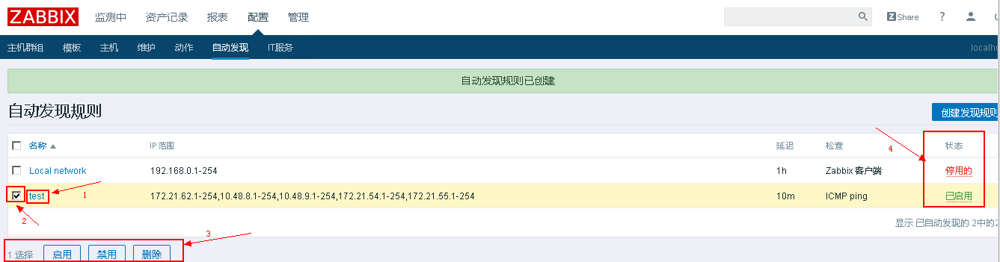 ZABBIX 监测中 资产记录 报表 配置 管理 Z Share ?
主机群组 模板 主机 维护 动作 自动发现 IT服务 localh
自动发现规则已创建
自动发现规则
创建发现规则
名称 ▲ IP范围 延迟 检查 4 状态
Local network 192.168.0.1-254 1h Zabbix 客户端 停用的
test 1 172.21.62.1-254,10.48.8.1-254,10.48.9.1-254,172.21.54.1-254,172.21.55.1-254 10m ICMP ping 已启用
2
显示 已自动发现的 2中的2
3
1 选择 启用 禁用 删除